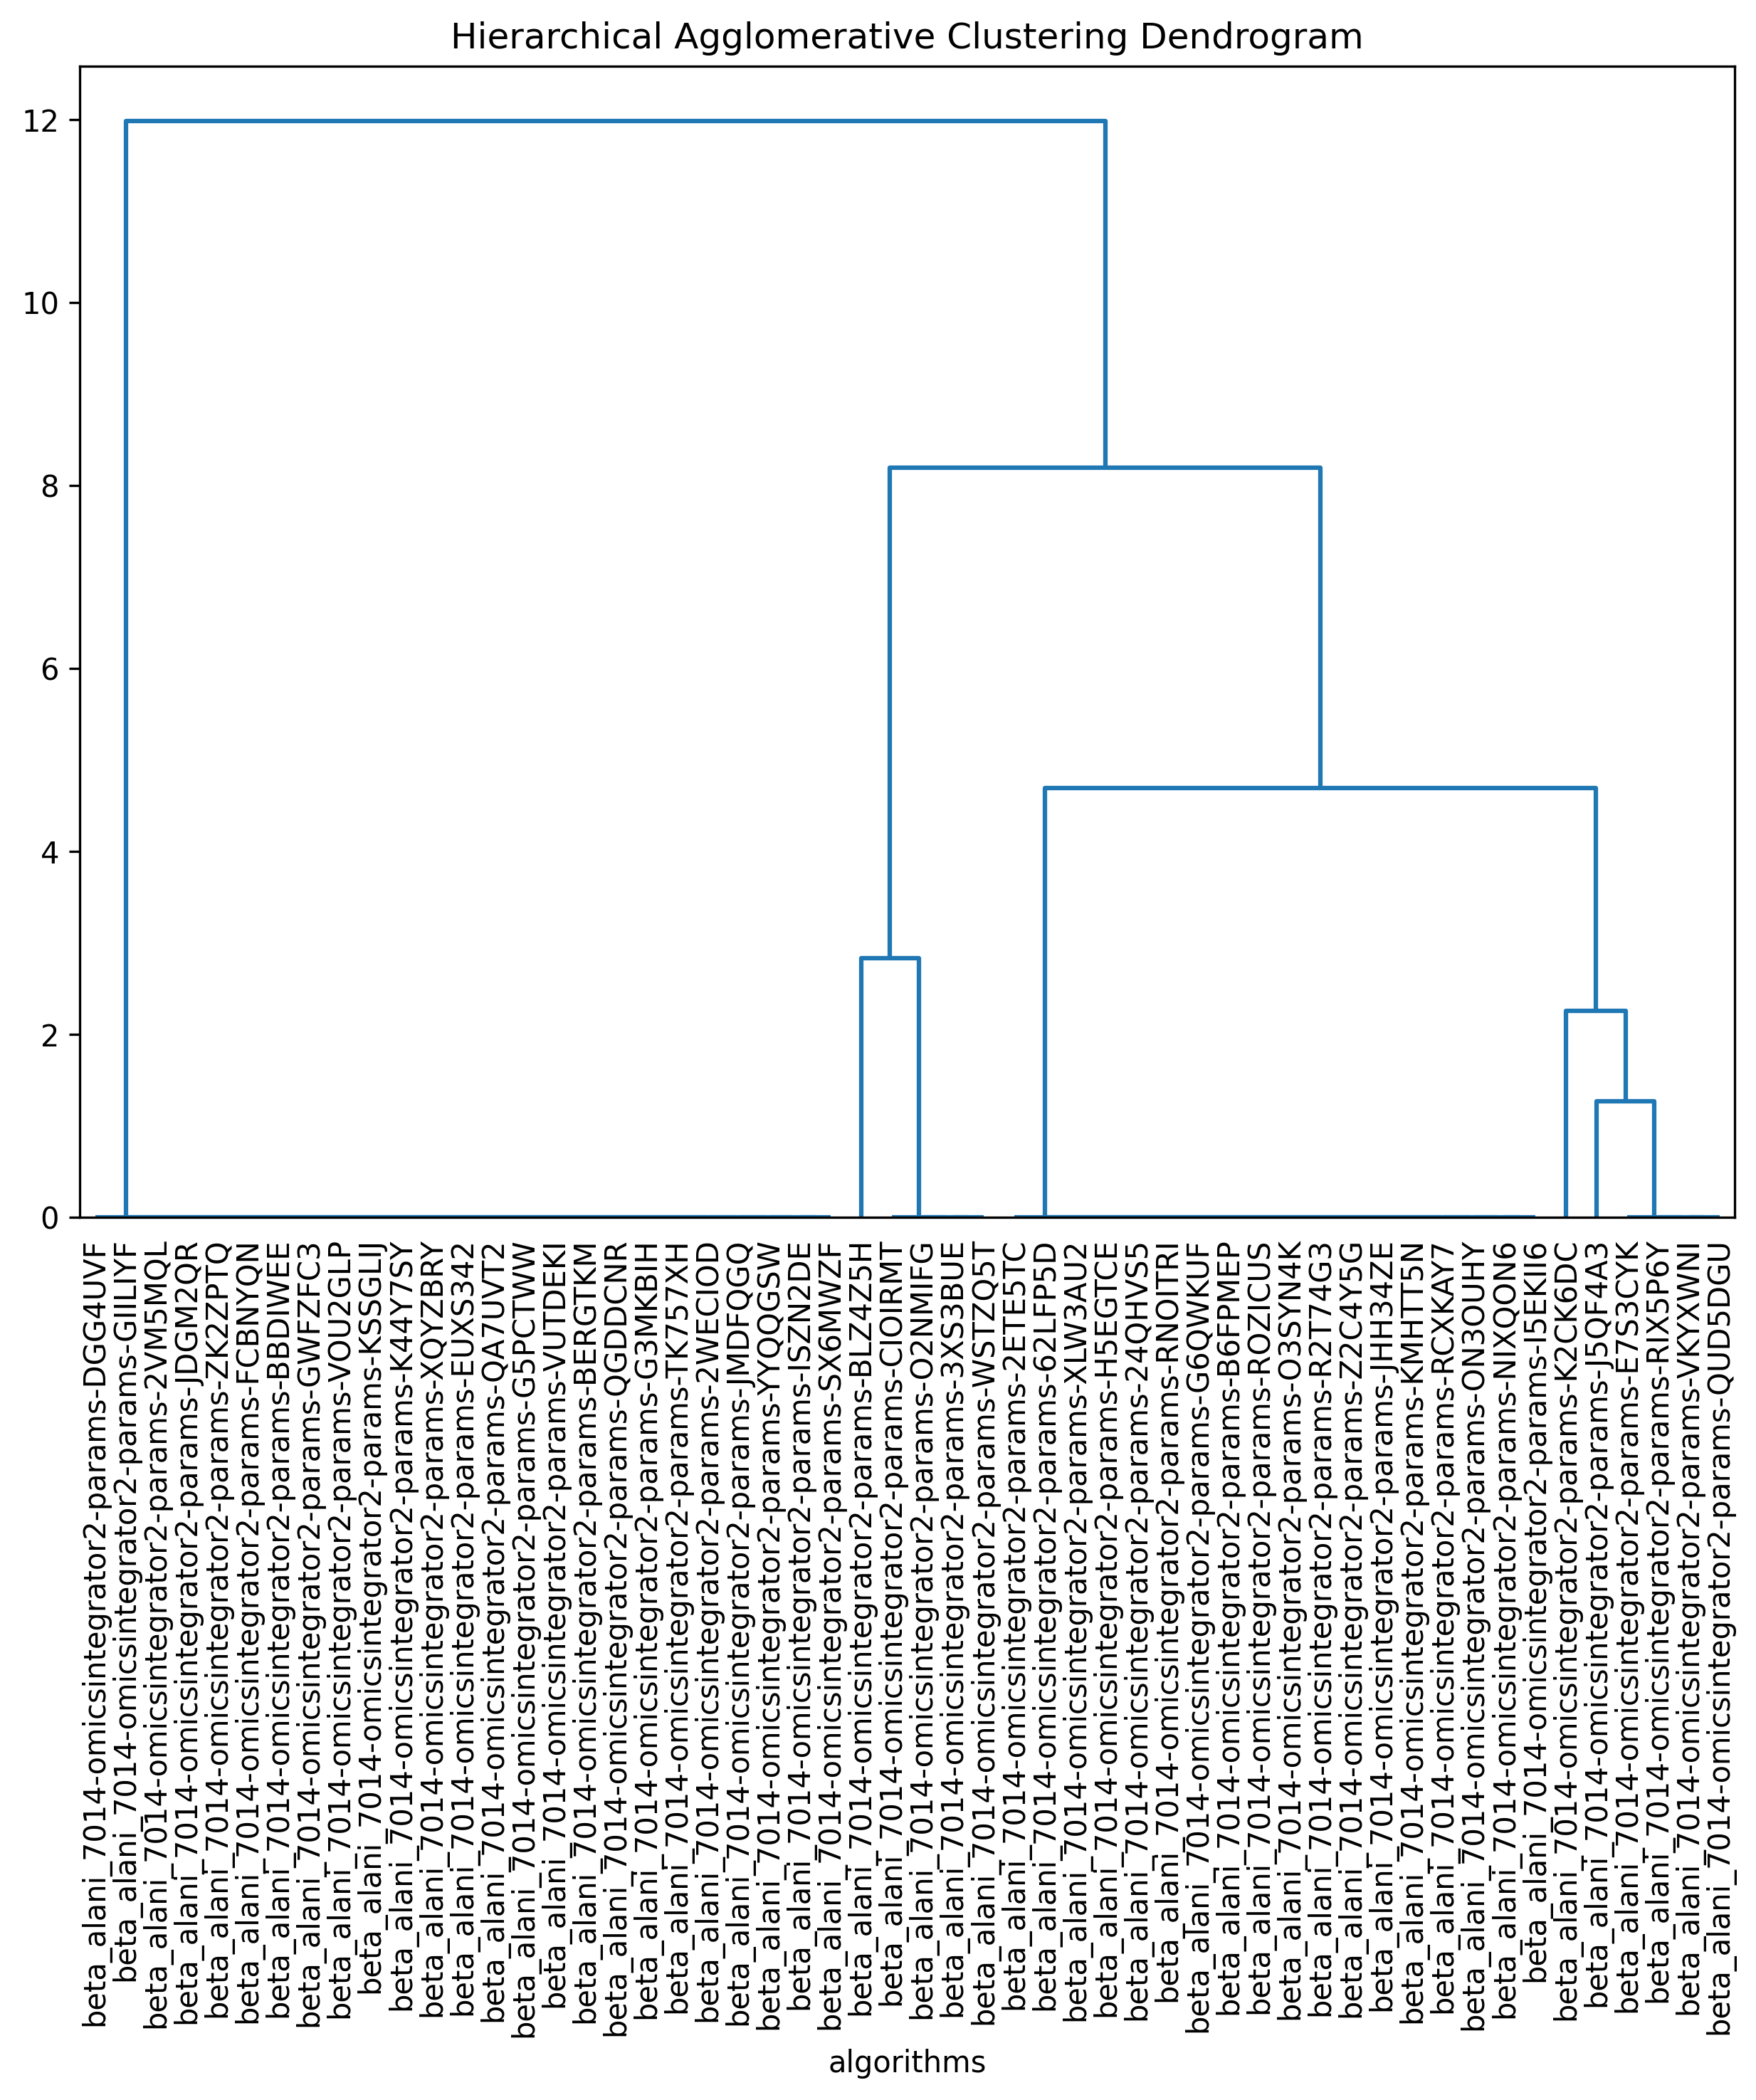 Hierarchical Agglomerative Clustering Dendrogram
12
10
8
6
4
2
0
beta_alani_7014-omicsintegrator2-params-DGG4UVF
beta_alani_7014-omicsintegrator2-params-GIILIYF
beta_alani_7014-omicsintegrator2-params-2VM5MQL
beta_alani_7014-omicsintegrator2-params-JDGM2QR
beta_alani_7014-omicsintegrator2-params-ZK2ZPTQ
beta_alani_7014-omicsintegrator2-params-FCBNYQN
beta_alani_7014-omicsintegrator2-params-BBDIWEE
beta_alani_7014-omicsintegrator2-params-GWFZFC3
beta_alani_7014-omicsintegrator2-params-VOU2GLP
beta_alani_7014-omicsintegrator2-params-KSSGLIJ
beta_alani_7014-omicsintegrator2-params-K44Y7SY
beta_alani_7014-omicsintegrator2-params-XQYZBRY
beta_alani_7014-omicsintegrator2-params-EUXS342
beta_alani_7014-omicsintegrator2-params-QA7UVT2
beta_alani_7014-omicsintegrator2-params-G5PCTWW
beta_alani_7014-omicsintegrator2-params-VUTDEKI
beta_alani_7014-omicsintegrator2-params-BERGTKM
beta_alani_7014-omicsintegrator2-params-QGDDCNR
beta_alani_7014-omicsintegrator2-params-G3MKBIH
beta_alani_7014-omicsintegrator2-params-TK757XH
beta_alani_7014-omicsintegrator2-params-2WECIOD
beta_alani_7014-omicsintegrator2-params-JMDFQGQ
beta_alani_7014-omicsintegrator2-params-YYQQGSW
beta_alani_7014-omicsintegrator2-params-ISZN2DE
beta_alani_7014-omicsintegrator2-params-SX6MWZF
beta_alani_7014-omicsintegrator2-params-BLZ4Z5H
beta_alani_7014-omicsintegrator2-params-CIOIRMT
beta_alani_7014-omicsintegrator2-params-O2NMIFG
beta_alani_7014-omicsintegrator2-params-3XS3BUE
beta_alani_7014-omicsintegrator2-params-WSTZQ5T
beta_alani_7014-omicsintegrator2-params-2ETE5TC
beta_alani_7014-omicsintegrator2-params-62LFP5D
beta_alani_7014-omicsintegrator2-params-XLW3AU2
beta_alani_7014-omicsintegrator2-params-H5EGTCE
beta_alani_7014-omicsintegrator2-params-24QHVS5
beta_alani_7014-omicsintegrator2-params-RNOITRI
beta_alani_7014-omicsintegrator2-params-G6QWKUF
beta_alani_7014-omicsintegrator2-params-B6FPMEP
beta_alani_7014-omicsintegrator2-params-ROZICUS
beta_alani_7014-omicsintegrator2-params-O3SYN4K
beta_alani_7014-omicsintegrator2-params-R2T74G3
beta_alani_7014-omicsintegrator2-params-Z2C4Y5G
beta_alani_7014-omicsintegrator2-params-JHH34ZE
beta_alani_7014-omicsintegrator2-params-KMHTT5N
beta_alani_7014-omicsintegrator2-params-RCXKAY7
beta_alani_7014-omicsintegrator2-params-ON3OUHY
beta_alani_7014-omicsintegrator2-params-NIXQON6
beta_alani_7014-omicsintegrator2-params-I5EKII6
beta_alani_7014-omicsintegrator2-params-K2CK6DC
beta_alani_7014-omicsintegrator2-params-J5QF4A3
beta_alani_7014-omicsintegrator2-params-E7S3CYK
beta_alani_7014-omicsintegrator2-params-RIX5P6Y
beta_alani_7014-omicsintegrator2-params-VKYXWNI
beta_alani_7014-omicsintegrator2-params-QUD5DGU
algorithms